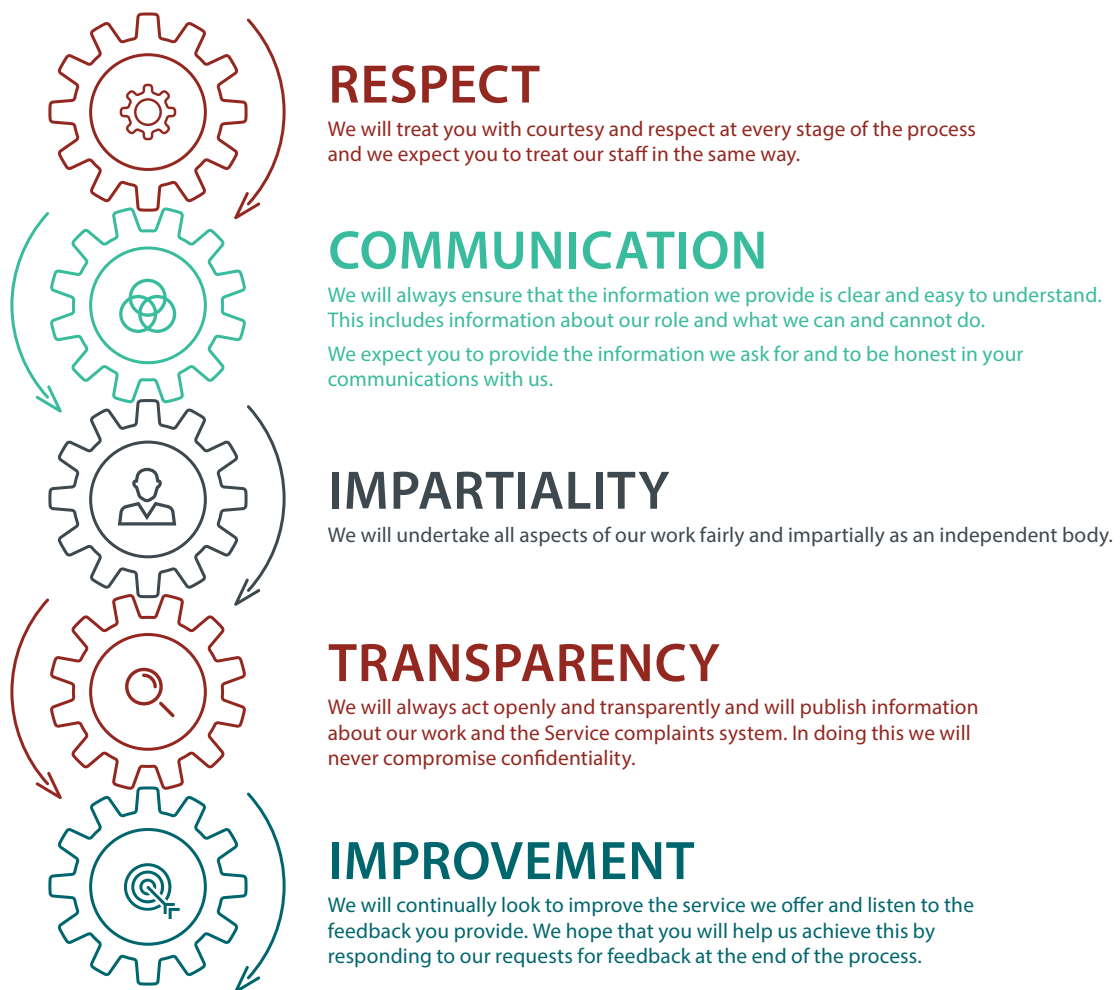 RESPECT
We will treat you with courtesy and respect at every stage of the process
and we expect you to treat our staff in the same way.
COMMUNICATION
We will always ensure that the information we provide is clear and easy to understand.
This includes information about our role and what we can and cannot do.
We expect you to provide the information we ask for and to be honest in your
communications with us.
IMPARTIALITY
We will undertake all aspects of our work fairly and impartially as an independent body.
TRANSPARENCY
We will always act openly and transparently and will publish information
about our work and the Service complaints system. In doing this we will
never compromise confidentiality.
IMPROVEMENT
We will continually look to improve the service we offer and listen to the
feedback you provide. We hope that you will help us achieve this by
responding to our requests for feedback at the end of the process.